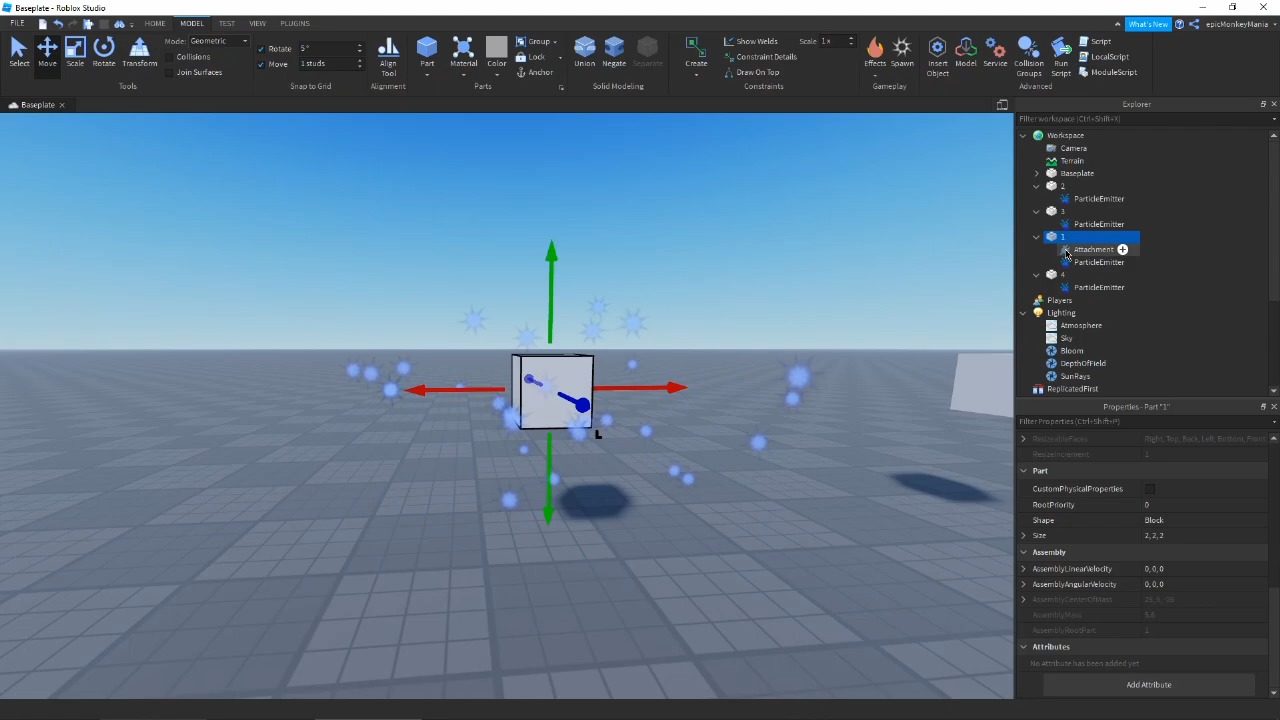 Baseplate - Roblox Studio
FILE HOME MODEL TEST VIEW PLUGINS What's New epicMonkeyMania
Select Move Scale Rotate Transform
Mode: Geometric
Collisions
Join Surfaces
Tools
Rotate 5 °
Move 1 studs
Snap to Grid
Align Tool
Alignment
Part Material Color
Group
Lock
Anchor
Parts
Union Negate Separate
Solid Modeling
Create
Show Welds Scale 1 x
Constraint Details
Draw On Top
Constraints
Effects Spawn
Gameplay
Insert Object Model Service Collision Groups Run Script
Script
LocalScript
ModuleScript
Advanced
Baseplate
Explorer
Filter workspace (Ctrl+Shift+X)
Workspace
Camera
Terrain
Baseplate
2
ParticleEmitter
3
ParticleEmitter
1
Attachment
ParticleEmitter
4
ParticleEmitter
Players
Lighting
Atmosphere
Sky
Bloom
DepthOfField
SunRays
ReplicatedFirst
L
Properties - Part "1"
Filter Properties (Ctrl+Shift+P)
ResizeableFaces Right, Top, Back, Left, Bottom, Front
ResizeIncrement 1
Part
CustomPhysicalProperties
RootPriority 0
Shape Block
Size 2, 2, 2
Assembly
AssemblyLinearVelocity 0, 0, 0
AssemblyAngularVelocity 0, 0, 0
AssemblyCenterOfMass
AssemblyMass 5.6
AssemblyRootPart 1
Attributes
No Attribute has been added yet
Add Attribute